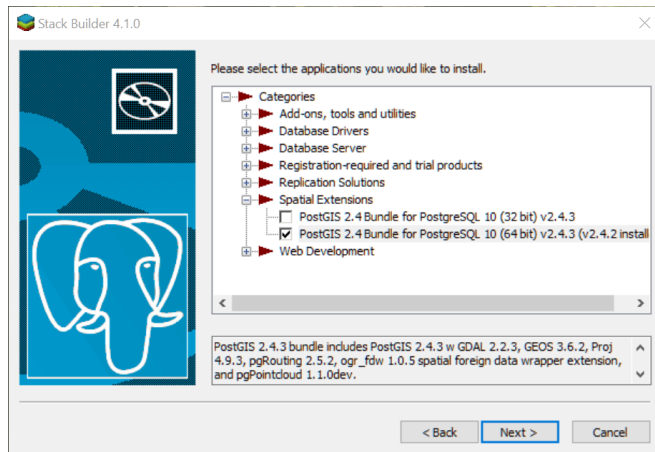 Stack Builder 4.1.0
Please select the applications you would like to install.
Categories
Add-ons, tools and utilities
Database Drivers
Database Server
Registration-required and trial products
Replication Solutions
Spatial Extensions
PostGIS 2.4 Bundle for PostgreSQL 10 (32 bit) v2.4.3
PostGIS 2.4 Bundle for PostgreSQL 10 (64 bit) v2.4.3 (v2.4.2 install
Web Development
PostGIS 2.4.3 bundle includes PostGIS 2.4.3 w GDAL 2.2.3, GEOS 3.6.2, Proj
4.9.3, pgRouting 2.5.2, ogr_fdw 1.0.5 spatial foreign data wrapper extension,
and pgPointcloud 1.1.0dev.
< Back Next > Cancel